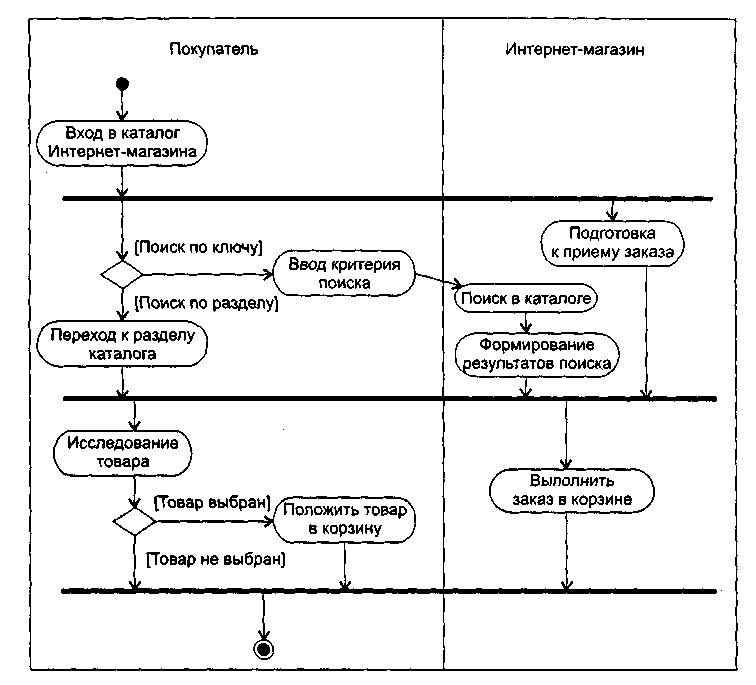 Покупатель
Интернет-магазин
Вход в каталог
Интернет-магазина
[Поиск по ключу]
Подготовка
к приему заказа
Ввод критерия
поиска
Поиск в каталоге
[Поиск по разделу]
Переход к разделу
каталога
Формирование
результатов поиска
Исследование
товара
Выполнить
заказ в корзине
[Товар выбран]
Положить товар
в корзину
[Товар не выбран]